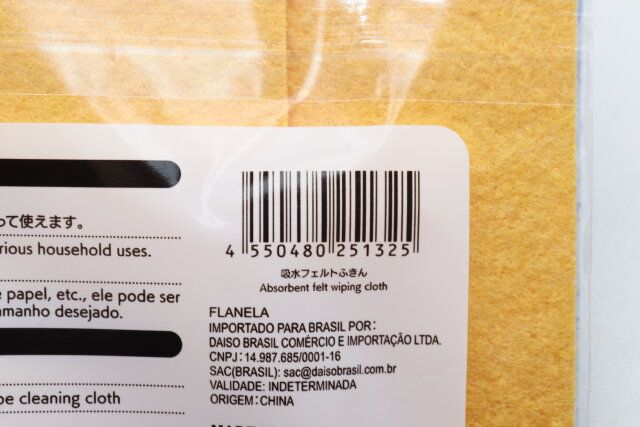 って使えます。
rious household uses.
papel, etc., ele pode ser
amanho desejado.
pe cleaning cloth
4 550480 251325
吸水フェルトふきん
Absorbent felt wiping cloth
FLANELA
IMPORTADO PARA BRASIL POR:
DAISO BRASIL COMÉRCIO E IMPORTAÇÃO LTDA.
CNPJ: 14.987.685/0001-16
SAC(BRASIL): sac@daisobrasil.com.br
VALIDADE: INDETERMINADA
ORIGEM: CHINA